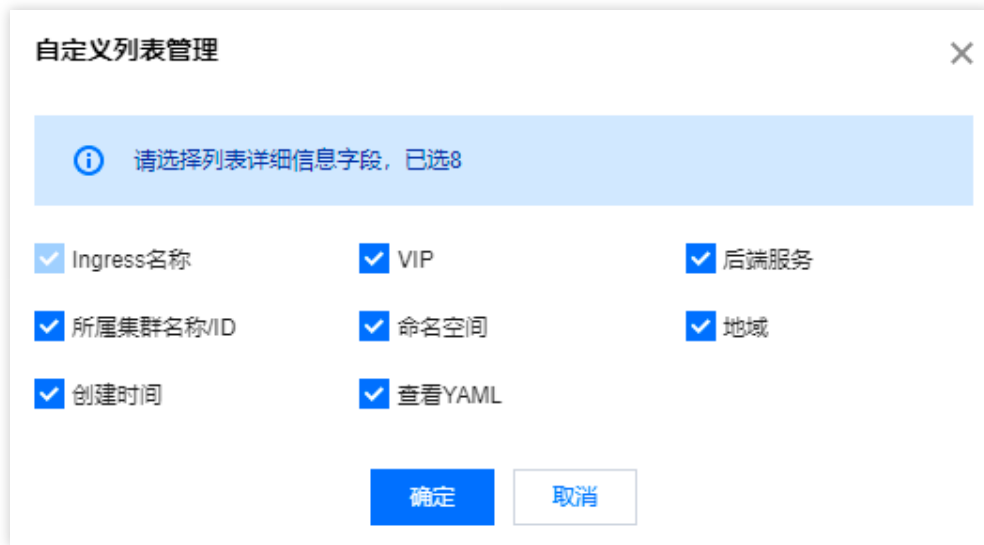 自定义列表管理
请选择列表详细信息字段，已选8
Ingress名称 VIP 后端服务
所属集群名称/ID 命名空间 地域
创建时间 查看YAML
确定 取消